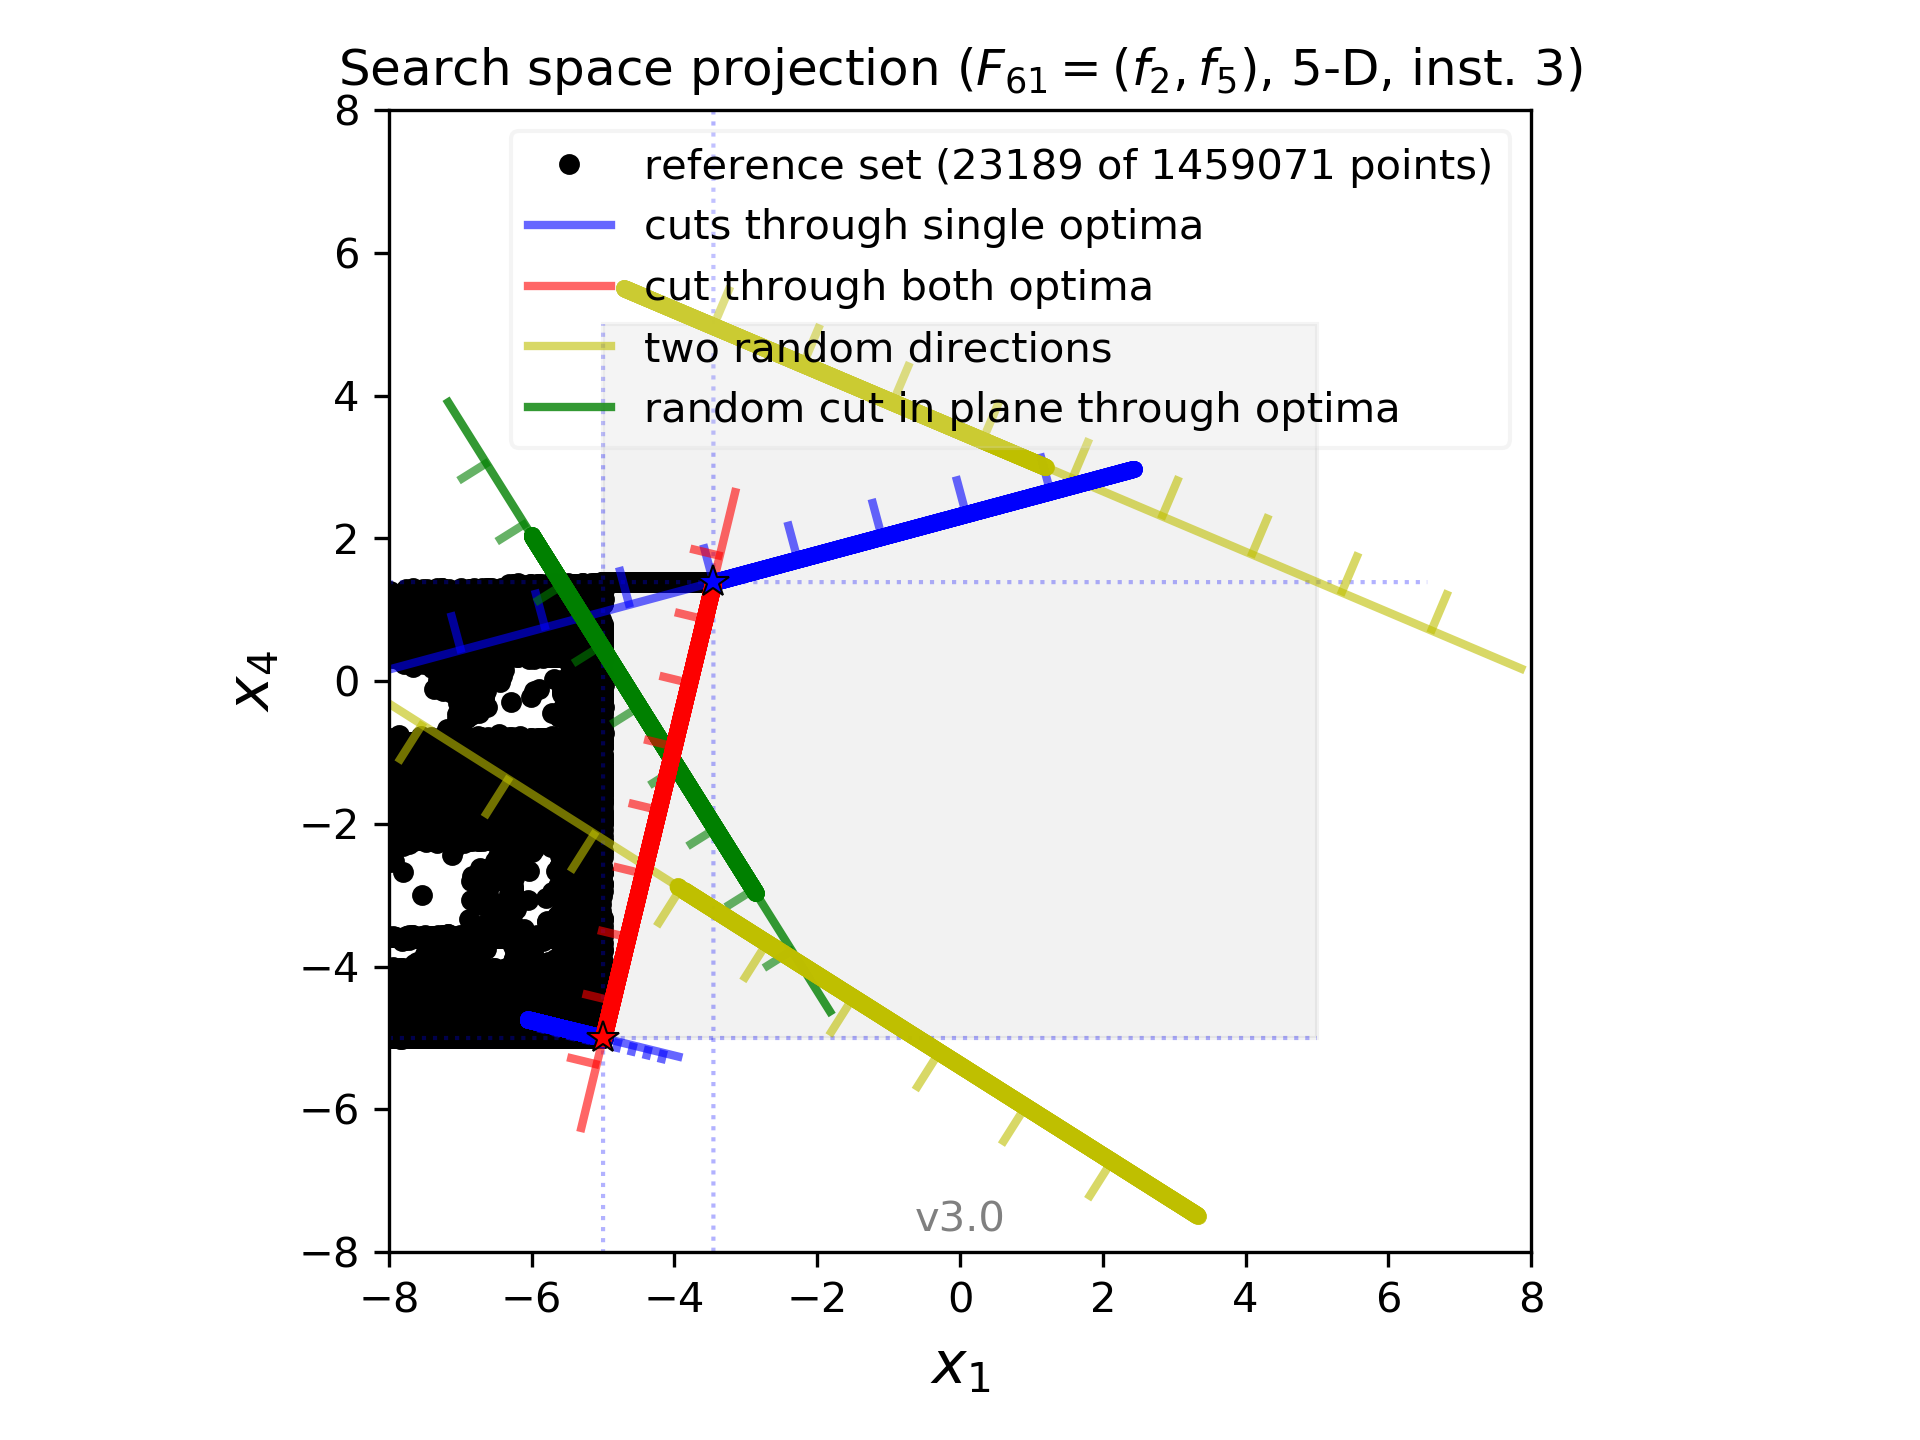 Search space projection (F₆₁ = (f₂, f₅), 5-D, inst. 3)
8
6
4
2
0
−2
−4
−6
−8
x₄
reference set (23189 of 1459071 points)
cuts through single optima
cut through both optima
two random directions
random cut in plane through optima
v3.0
−8 −6 −4 −2 0 2 4 6 8
x₁